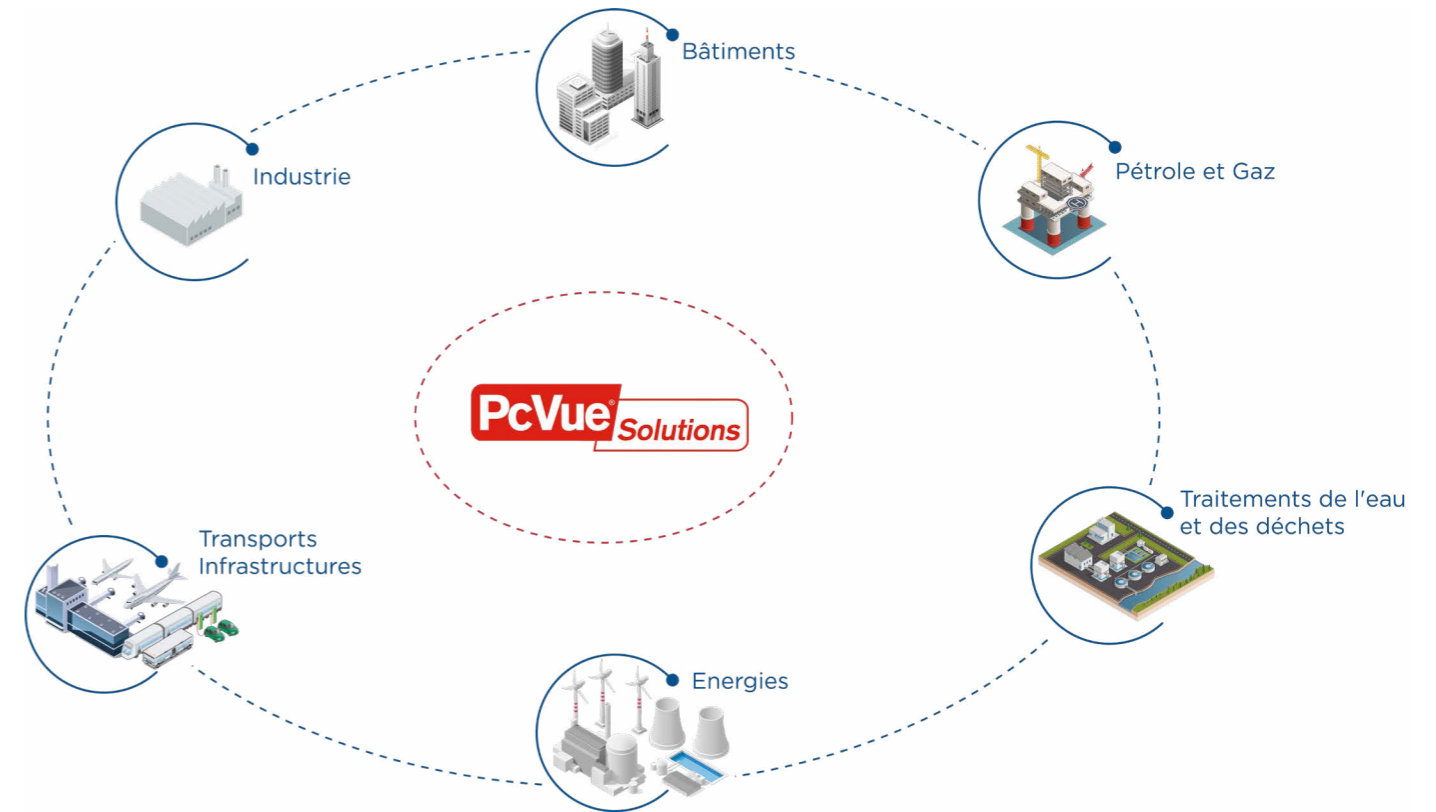 Bâtiments
Industrie
Pétrole et Gaz
PcVue®
Solutions
Traitements de l'eau
et des déchets
Transports
Infrastructures
Energies